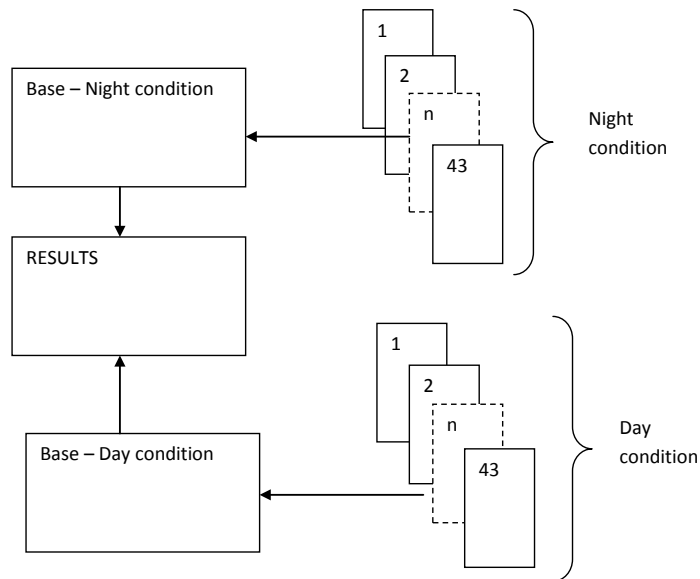 1
2
n
43
Base – Night condition
Night
condition
RESULTS
1
2
n
43
Base – Day condition
Day
condition